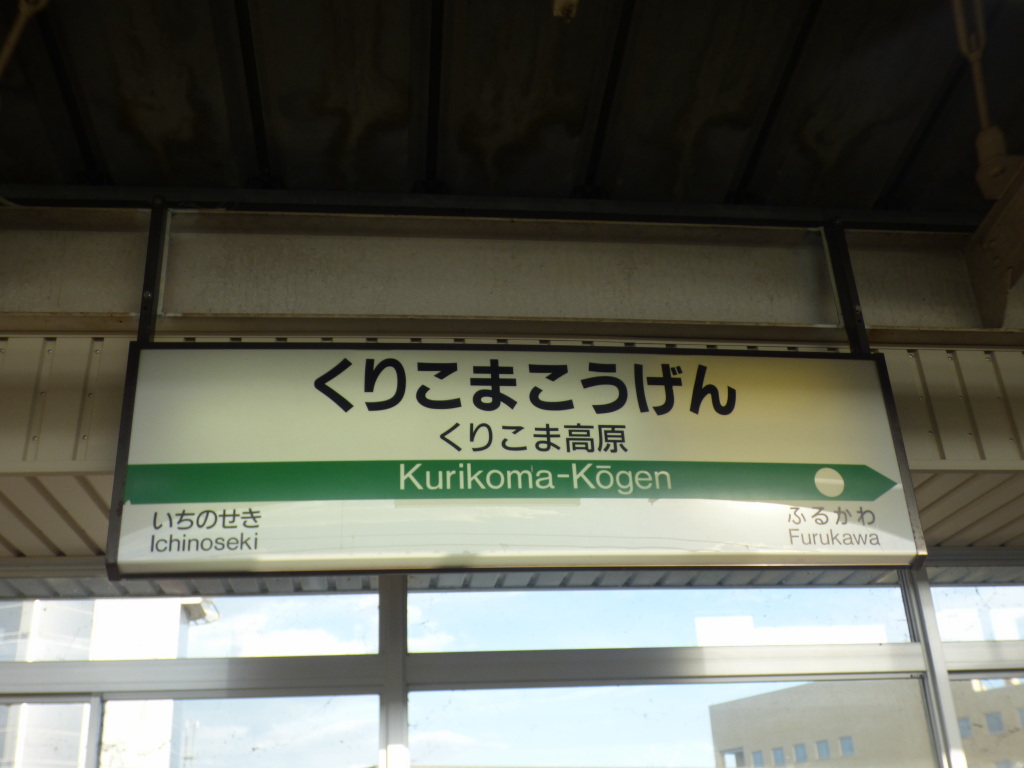 くりこまこうげん
くりこま高原
Kurikoma-Kōgen
いちのせき
Ichinoseki
ふるかわ
Furukawa